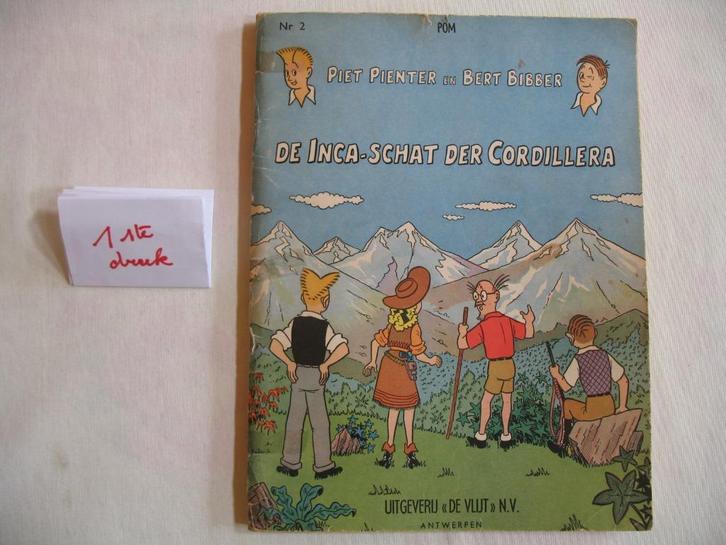 Nr 2 POM
PIET PIENTER EN BERT BIBBER
DE INCA-SCHAT DER CORDILLERA
1 ste
druk
UITGEVERIJ «DE VLIJT» N.V.
ANTWERPEN